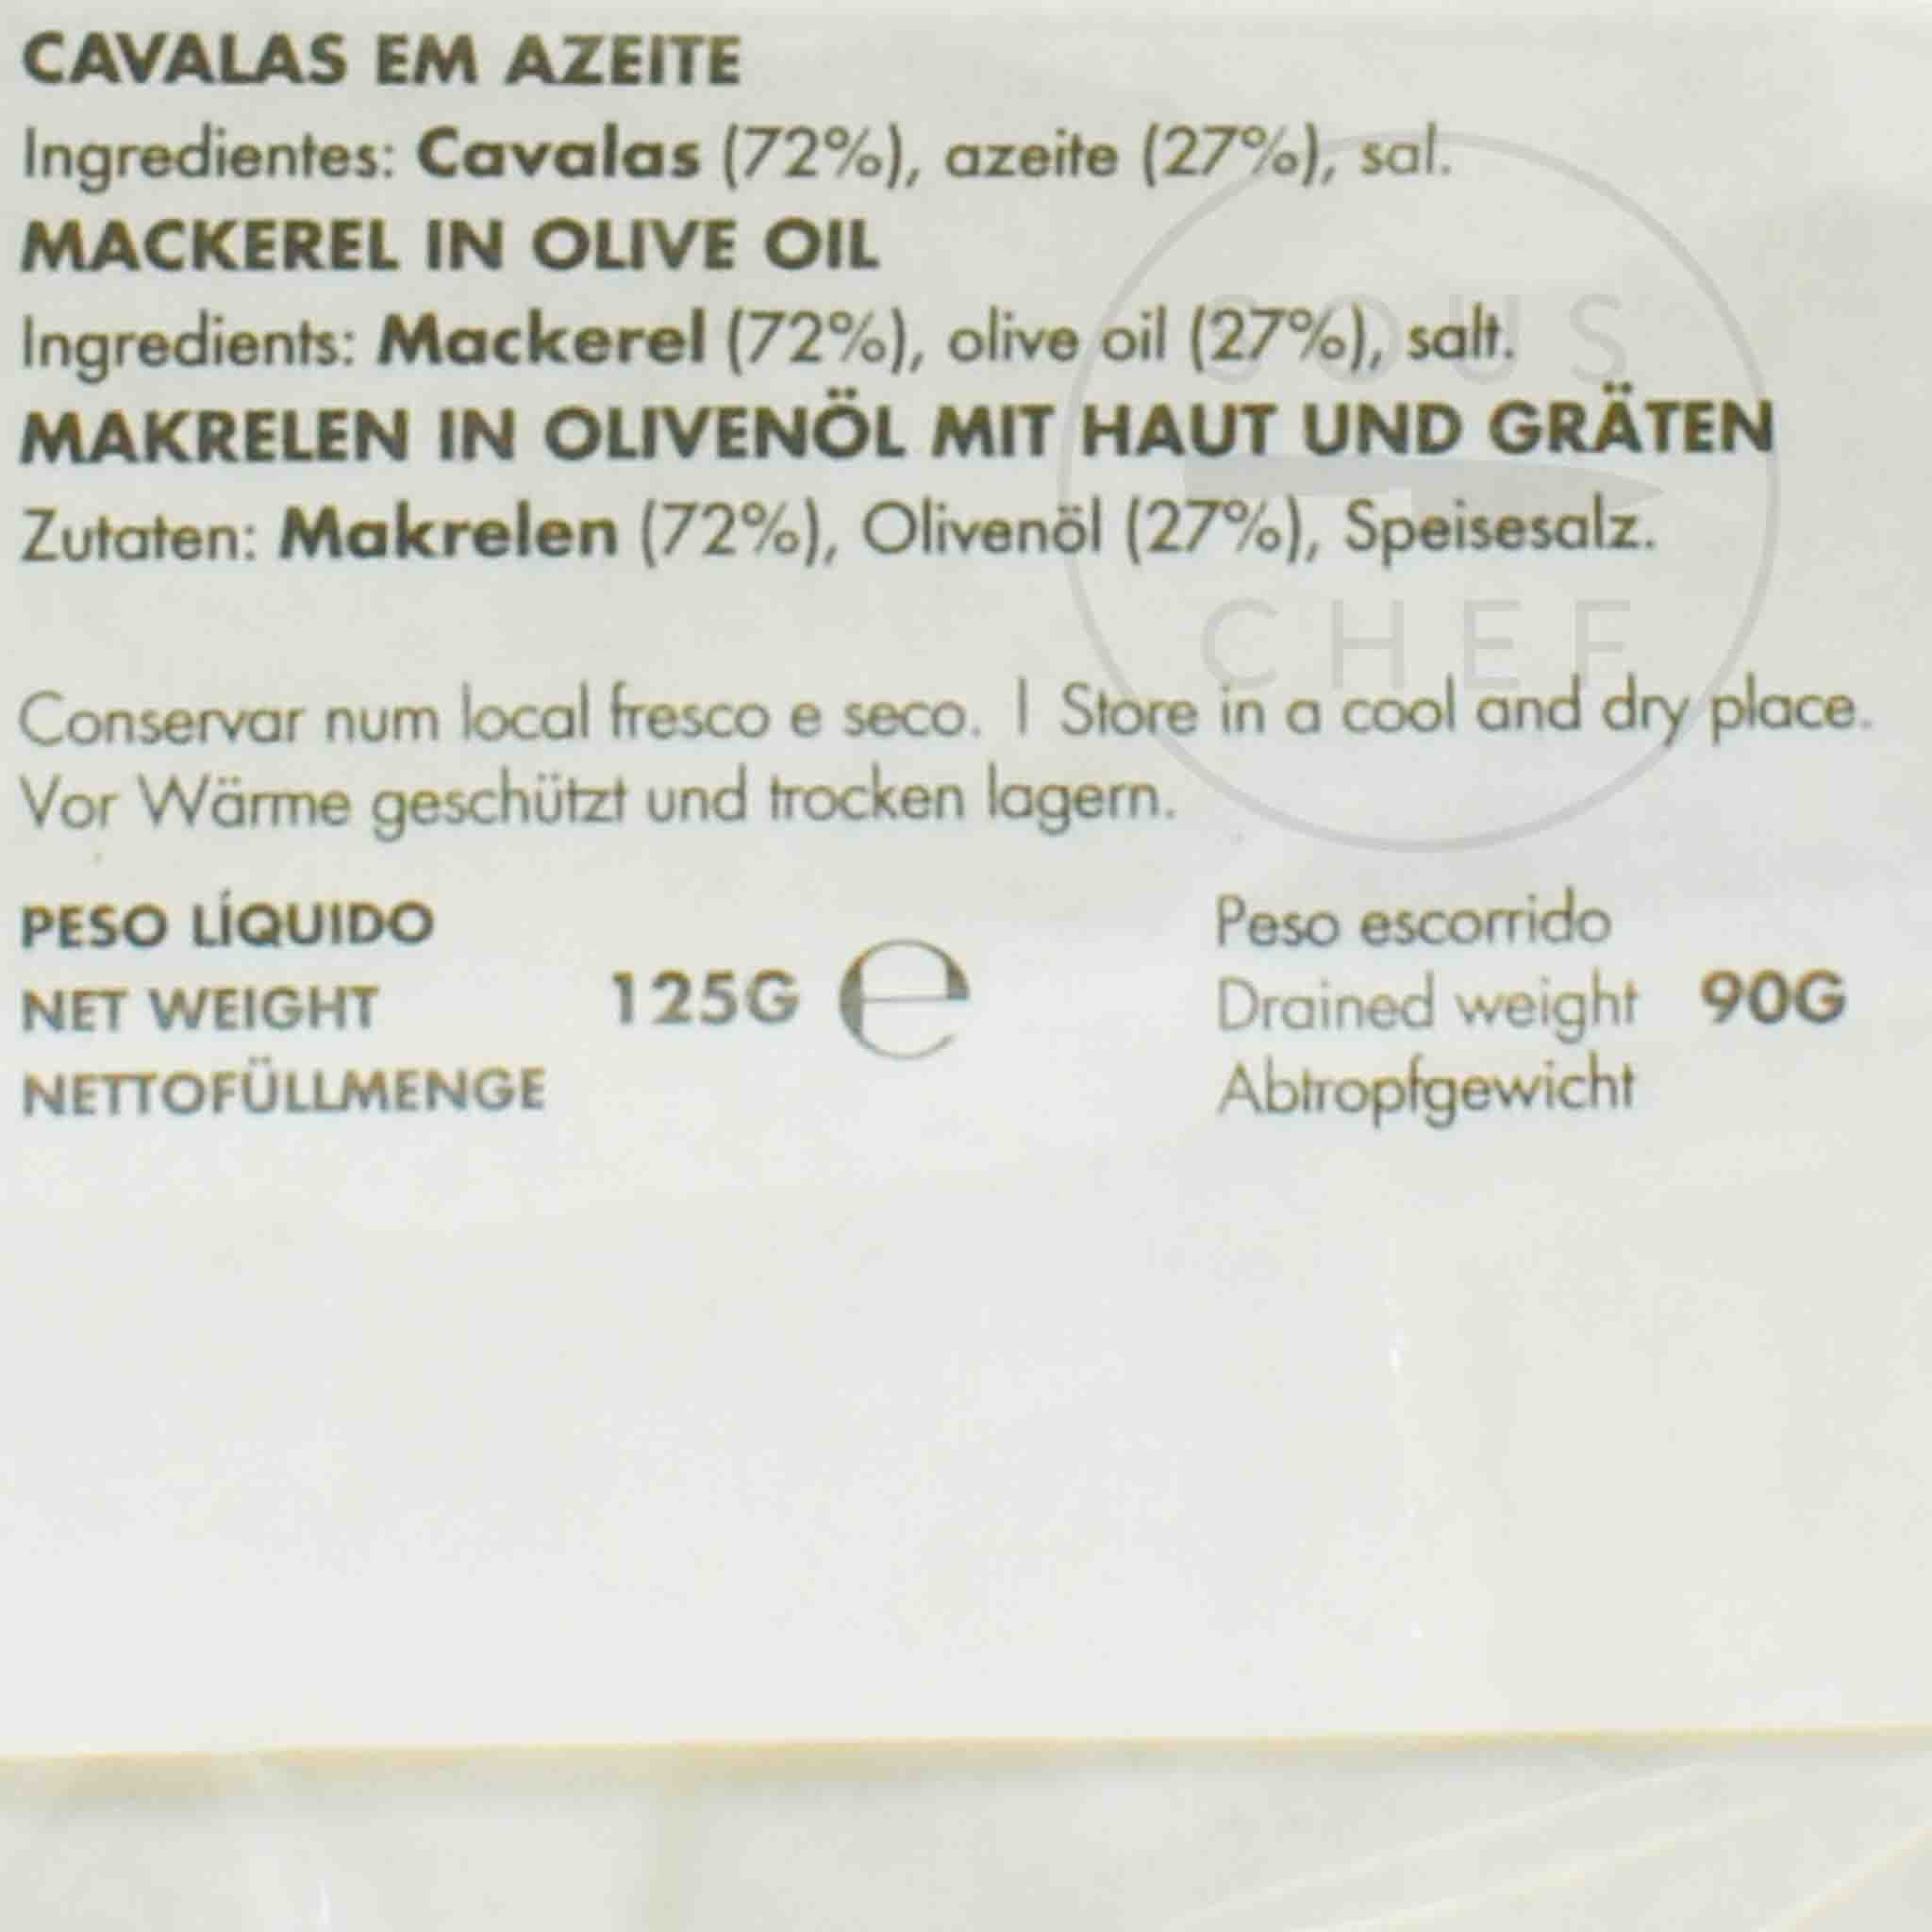 CAVALAS EM AZEITE
Ingredientes: Cavalas (72%), azeite (27%), sal.
MACKEREL IN OLIVE OIL
Ingredients: Mackerel (72%), olive oil (27%), salt.
MAKRELEN IN OLIVENÖL MIT HAUT UND GRÄTEN
Zutaten: Makrelen (72%), Olivenöl (27%), Speisesalz.
SOUS
CHEF
Conservar num local fresco e seco. | Store in a cool and dry place.
Vor Wärme geschützt und trocken lagern.
PESO LÍQUIDO
NET WEIGHT 125G e
NETTOFÜLLMENGE
Peso escorrido
Drained weight 90G
Abtropfgewicht